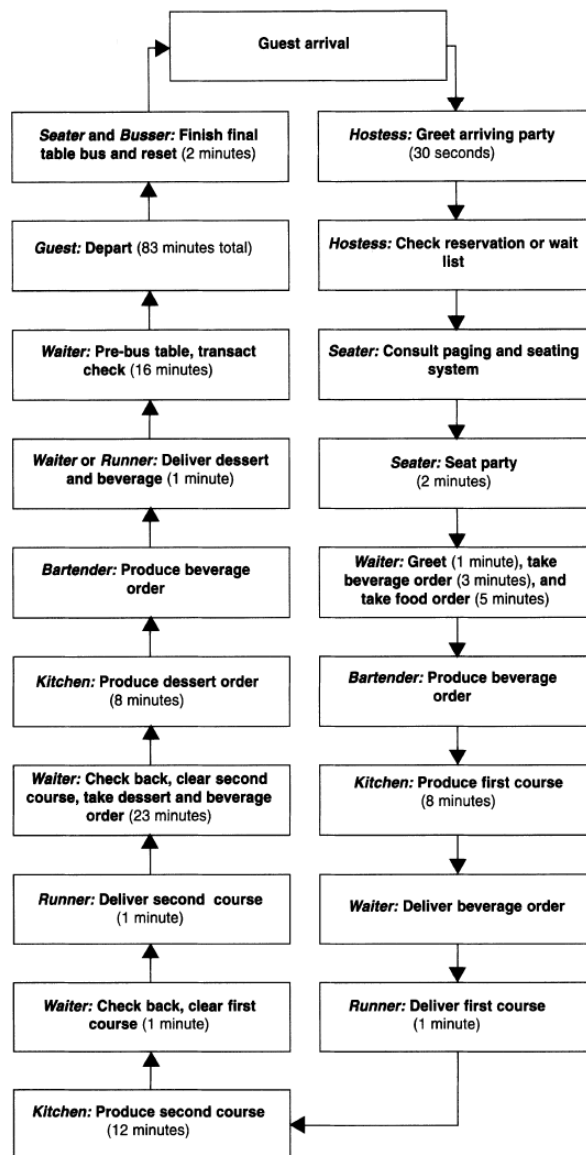 Guest arrival
Hostess: Greet arriving party
(30 seconds)
Hostess: Check reservation or wait
list
Seater: Consult paging and seating
system
Seater: Seat party
(2 minutes)
Waiter: Greet (1 minute), take
beverage order (3 minutes), and
take food order (5 minutes)
Bartender: Produce beverage
order
Kitchen: Produce first course
(8 minutes)
Waiter: Deliver beverage order
Runner: Deliver first course
(1 minute)
Kitchen: Produce second course
(12 minutes)
Waiter: Check back, clear first
course (1 minute)
Runner: Deliver second course
(1 minute)
Waiter: Check back, clear second
course, take dessert and beverage
order (23 minutes)
Kitchen: Produce dessert order
(8 minutes)
Bartender: Produce beverage
order
Waiter or Runner: Deliver dessert
and beverage (1 minute)
Waiter: Pre-bus table, transact
check (16 minutes)
Guest: Depart (83 minutes total)
Seater and Busser: Finish final
table bus and reset (2 minutes)